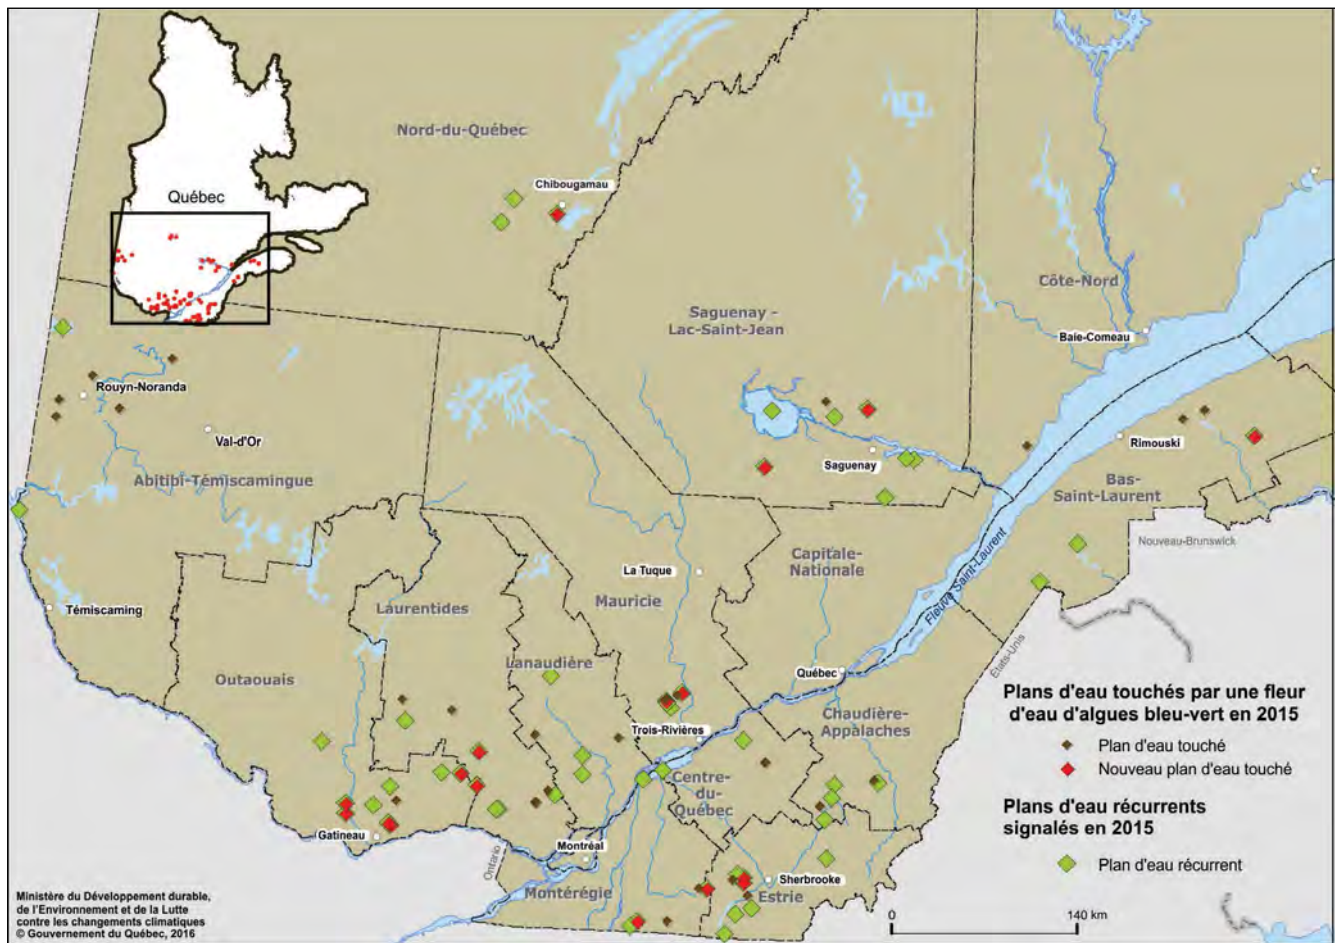 Nord-du-Québec
Chibougamau
Québec
Saguenay -
Lac-Saint-Jean
Côte-Nord
Baie-Comeau
Rouyn-Noranda
Val-d'Or
Abitibi-Témiscamingue
Saguenay
Rimouski
Bas-
Saint-Laurent
Fleuve Saint-Laurent
Nouveau-Brunswick
Capitale-
Nationale
La Tuque
Mauricie
Témiscaming
Laurentides
Lanaudière
Outaouais
États-Unis
Québec
Chaudière-
Appalaches
Trois-Rivières
Centre-
du-
Québec
Gatineau
Montréal
Ontario
Montérégie
Sherbrooke
Estrie
Plans d'eau touchés par une fleur
d'eau d'algues bleu-vert en 2015
Plan d'eau touché
Nouveau plan d'eau touché
Plans d'eau récurrents
signalés en 2015
Plan d'eau récurrent
Ministère du Développement durable,
de l'Environnement et de la Lutte
contre les changements climatiques
© Gouvernement du Québec, 2016
0 140 km